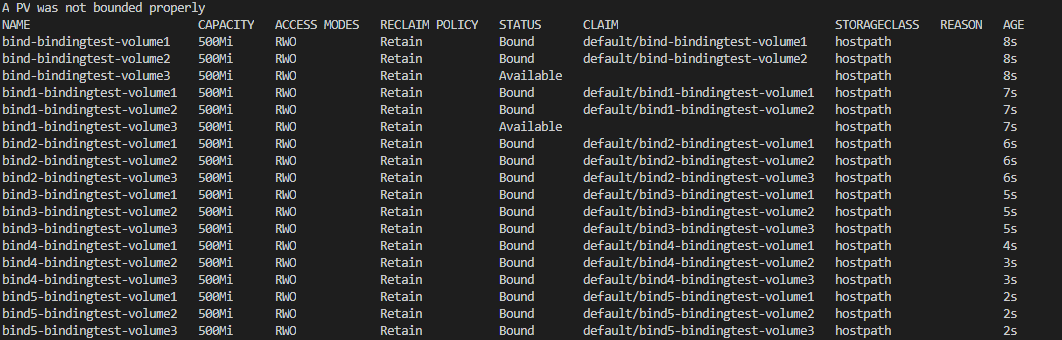 A PV was not bounded properly
NAME CAPACITY ACCESS MODES RECLAIM POLICY STATUS CLAIM STORAGECLASS REASON AGE
bind-bindingtest-volume1 500Mi RWO Retain Bound default/bind-bindingtest-volume1 hostpath 8s
bind-bindingtest-volume2 500Mi RWO Retain Bound default/bind-bindingtest-volume2 hostpath 8s
bind-bindingtest-volume3 500Mi RWO Retain Available hostpath 8s
bind1-bindingtest-volume1 500Mi RWO Retain Bound default/bind1-bindingtest-volume1 hostpath 7s
bind1-bindingtest-volume2 500Mi RWO Retain Bound default/bind1-bindingtest-volume2 hostpath 7s
bind1-bindingtest-volume3 500Mi RWO Retain Available hostpath 7s
bind2-bindingtest-volume1 500Mi RWO Retain Bound default/bind2-bindingtest-volume1 hostpath 6s
bind2-bindingtest-volume2 500Mi RWO Retain Bound default/bind2-bindingtest-volume2 hostpath 6s
bind2-bindingtest-volume3 500Mi RWO Retain Bound default/bind2-bindingtest-volume3 hostpath 6s
bind3-bindingtest-volume1 500Mi RWO Retain Bound default/bind3-bindingtest-volume1 hostpath 5s
bind3-bindingtest-volume2 500Mi RWO Retain Bound default/bind3-bindingtest-volume2 hostpath 5s
bind3-bindingtest-volume3 500Mi RWO Retain Bound default/bind3-bindingtest-volume3 hostpath 5s
bind4-bindingtest-volume1 500Mi RWO Retain Bound default/bind4-bindingtest-volume1 hostpath 4s
bind4-bindingtest-volume2 500Mi RWO Retain Bound default/bind4-bindingtest-volume2 hostpath 3s
bind4-bindingtest-volume3 500Mi RWO Retain Bound default/bind4-bindingtest-volume3 hostpath 3s
bind5-bindingtest-volume1 500Mi RWO Retain Bound default/bind5-bindingtest-volume1 hostpath 2s
bind5-bindingtest-volume2 500Mi RWO Retain Bound default/bind5-bindingtest-volume2 hostpath 2s
bind5-bindingtest-volume3 500Mi RWO Retain Bound default/bind5-bindingtest-volume3 hostpath 2s